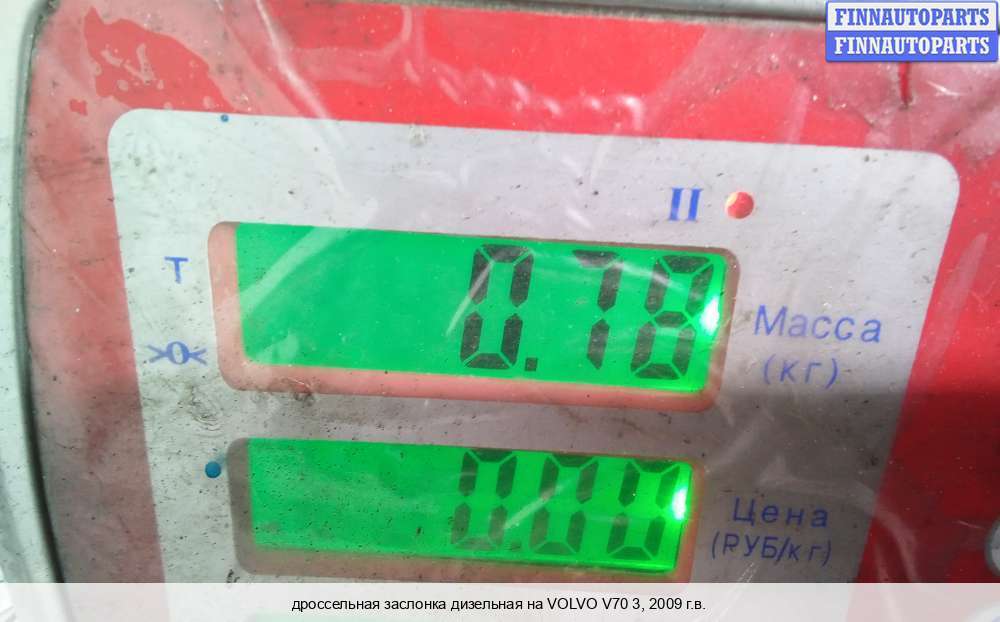 FINNAUTOPARTS
FINNAUTOPARTS
II
T
0.78
Масса
(кг)
>0<
0.00
Цена
(РУБ/кг)
дроссельная заслонка дизельная на VOLVO V70 3, 2009 г.в.